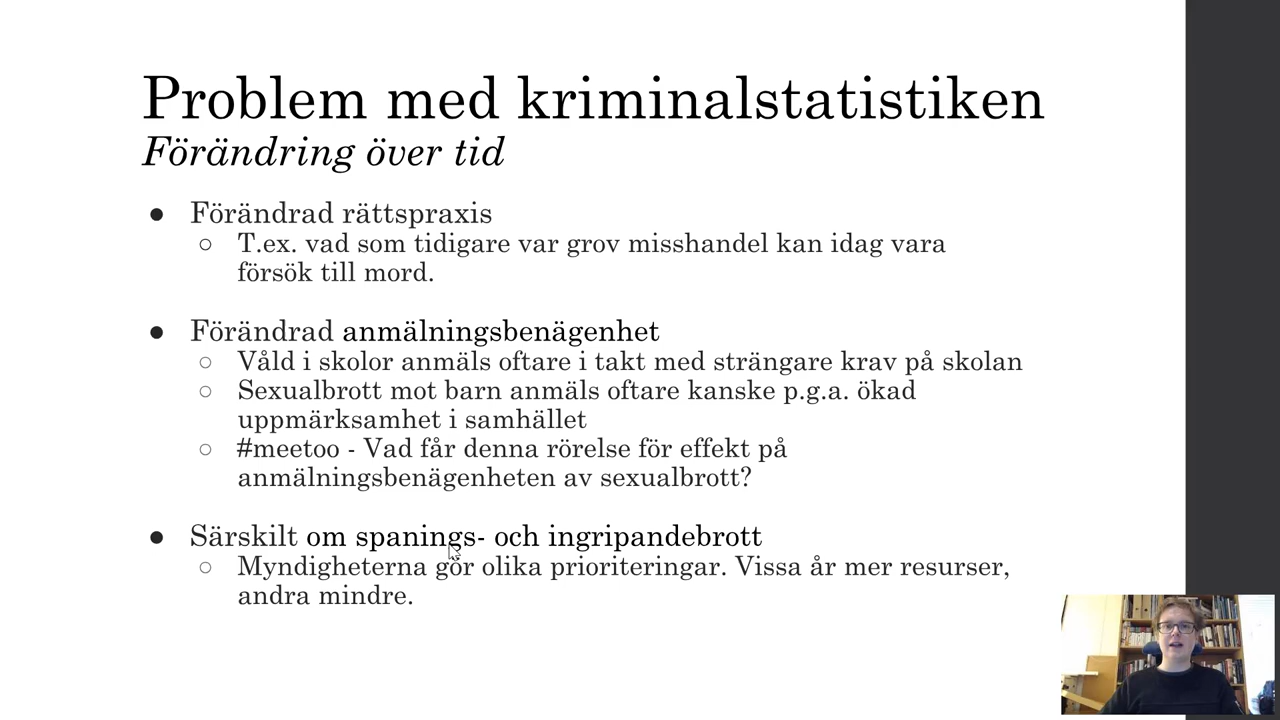 Problem med kriminalstatistiken
Förändring över tid
● Förändrad rättspraxis
○ T.ex. vad som tidigare var grov misshandel kan idag vara
försök till mord.
● Förändrad anmälningsbenägenhet
○ Våld i skolor anmäls oftare i takt med strängare krav på skolan
○ Sexualbrott mot barn anmäls oftare kanske p.g.a. ökad
uppmärksamhet i samhället
○ #meetoo - Vad får denna rörelse för effekt på
anmälningsbenägenheten av sexualbrott?
● Särskilt om spanings- och ingripandebrott
○ Myndigheterna gör olika prioriteringar. Vissa år mer resurser,
andra mindre.